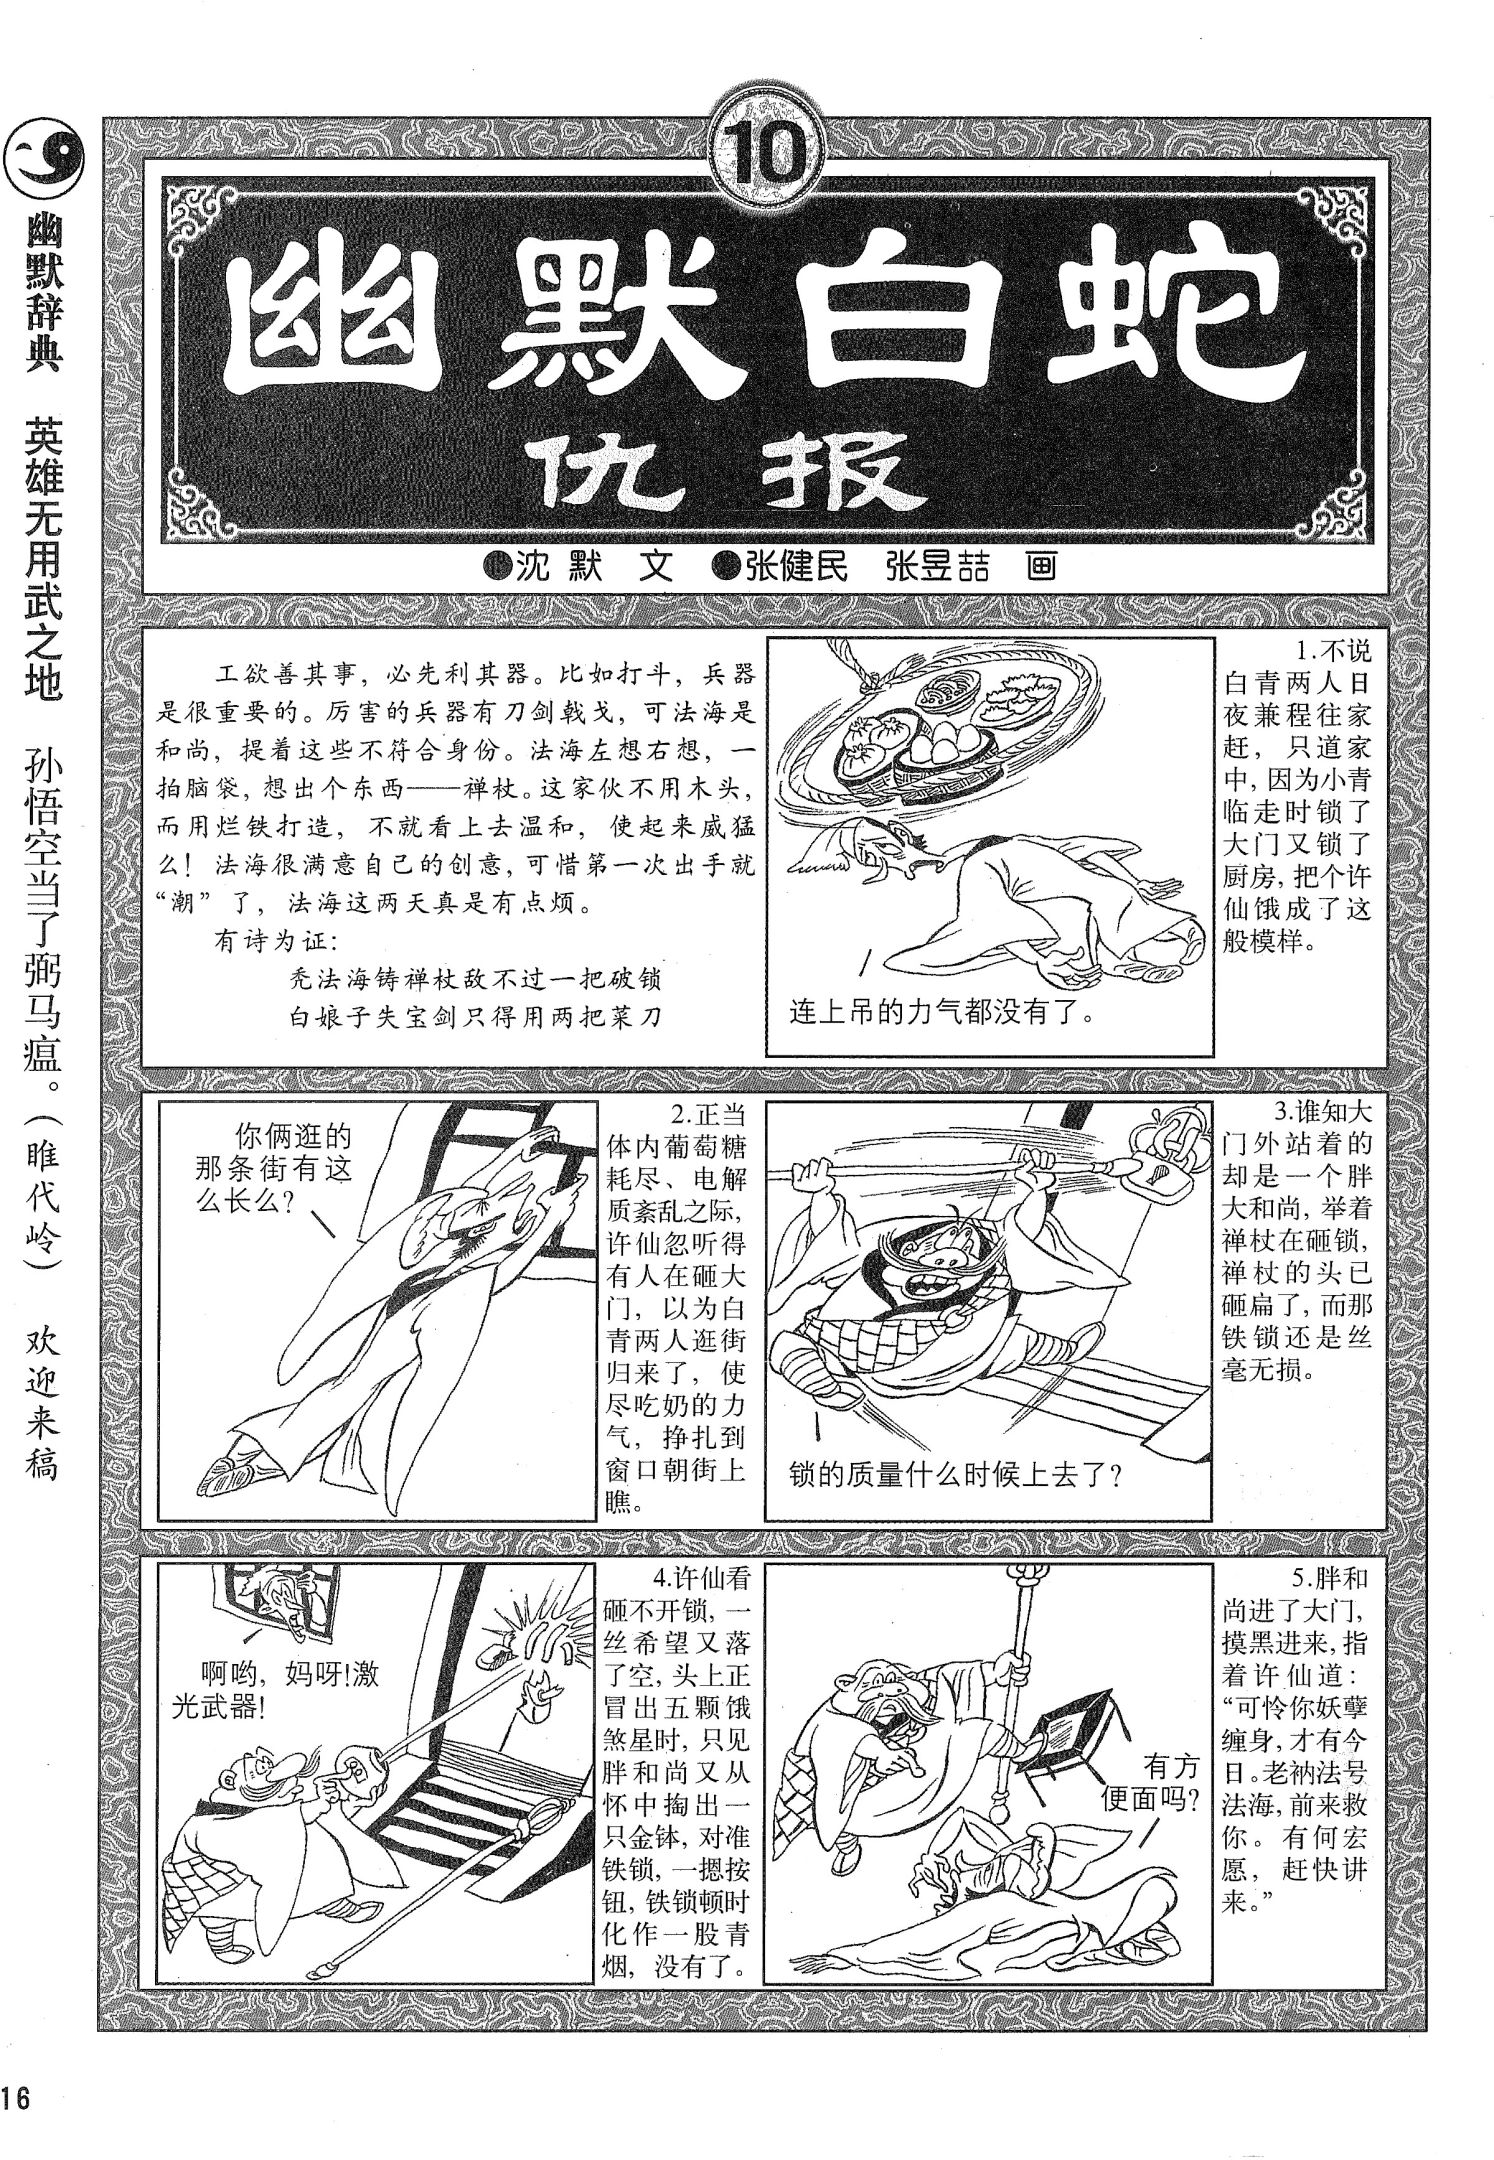 10
幽默白蛇
仇报
●沈默 文 ●张健民 张昱喆 画
工欲善其事，必先利其器。比如打斗，兵器
是很重要的。厉害的兵器有刀剑戟戈，可法海是
和尚，提着这些不符合身份。法海左想右想，一
拍脑袋，想出个东西——禅杖。这家伙不用木头，
而用烂铁打造，不就看上去温和，使起来威猛
么！法海很满意自己的创意，可惜第一次出手就
“潮”了，法海这两天真是有点烦。
有诗为证：
秃法海铸禅杖敌不过一把破锁
白娘子失宝剑只得用两把菜刀
连上吊的力气都没有了。
1.不说
白青两人日
夜兼程往家
赶，只道家
中，因为小青
临走时锁了
大门又锁了
厨房，把个许
仙饿成了这
般模样。
你俩逛的
那条街有这
么长么？
2.正当
体内葡萄糖
耗尽、电解
质紊乱之际，
许仙忽听得
有人在砸大
门，以为白
青两人逛街
归来了，使
尽吃奶的力
气，挣扎到
窗口朝街上
瞧。
锁的质量什么时候上去了？
3.谁知大
门外站着的
却是一个胖
大和尚，举着
禅杖在砸锁，
禅杖的头已
砸扁了，而那
铁锁还是丝
毫无损。
啊哟，妈呀！激
光武器！
4.许仙看
砸不开锁，一
丝希望又落
了空，头上正
冒出五颗饿
煞星时，只见
胖和尚又从
怀中掏出一
只金钵，对准
铁锁，一摁按
钮，铁锁顿时
化作一股青
烟，没有了。
有方
便面吗？
5.胖和
尚进了大门，
摸黑进来，指
着许仙道：
“可怜你妖孽
缠身，才有今
日。老衲法号
法海，前来救
你。有何宏
愿，赶快讲
来。”
幽默辞典 英雄无用武之地 孙悟空当了弼马瘟。（睢代岭） 欢迎来稿
16